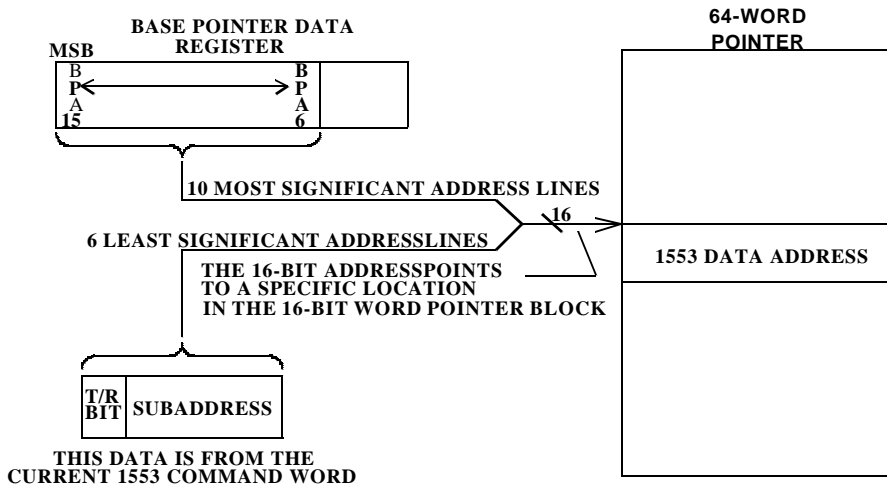 BASE POINTER DATA
REGISTER
MSB
B
P
A
15
B
P
A
6
64-WORD
POINTER
10 MOST SIGNIFICANT ADDRESS LINES
16
6 LEAST SIGNIFICANT ADDRESSLINES
1553 DATA ADDRESS
THE 16-BIT ADDRESSPOINTS
TO A SPECIFIC LOCATION
IN THE 16-BIT WORD POINTER BLOCK
T/R
BIT
SUBADDRESS
THIS DATA IS FROM THE
CURRENT 1553 COMMAND WORD